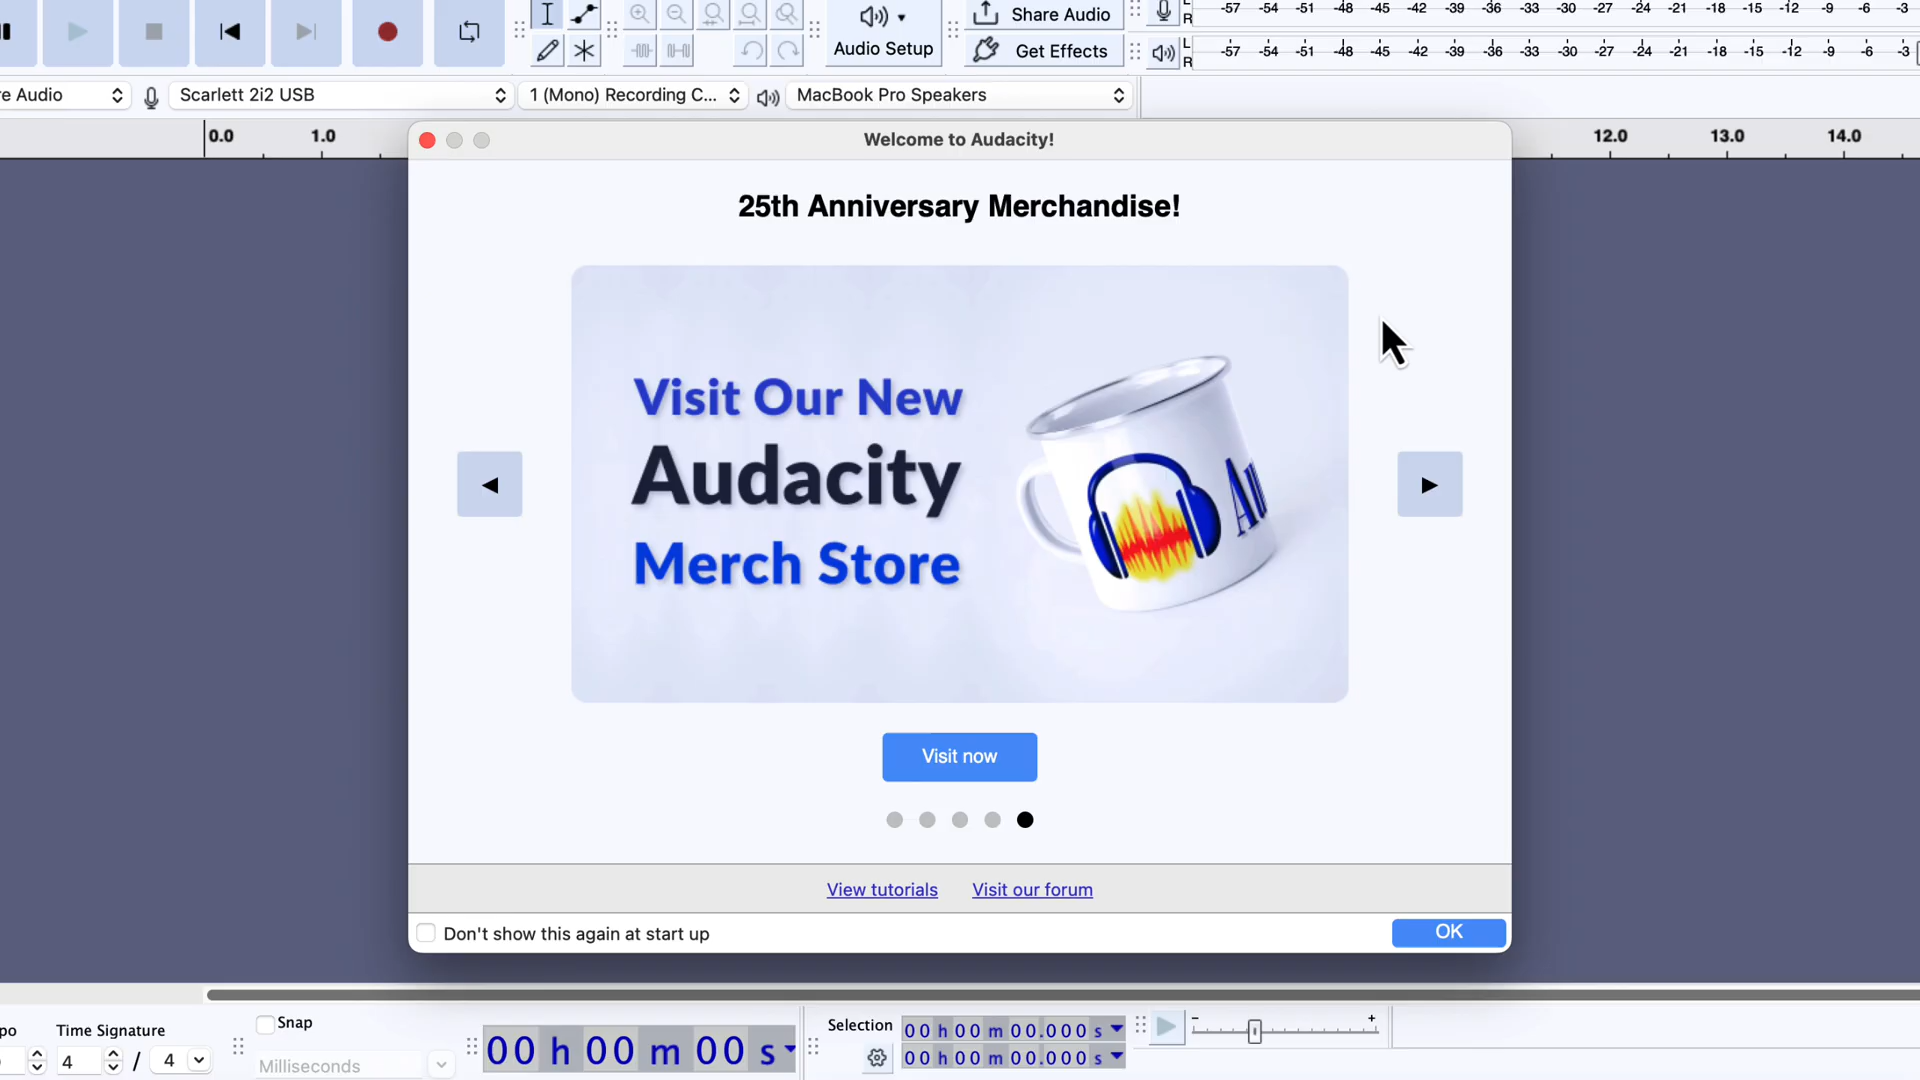 Share Audio
L
R
-57 -54 -51 -48 -45 -42 -39 -36 -33 -30 -27 -24 -21 -18 -15 -12 -9 -6 -3
Audio Setup
Get Effects
L
R
-57 -54 -51 -48 -45 -42 -39 -36 -33 -30 -27 -24 -21 -18 -15 -12 -9 -6 -3
e Audio
Scarlett 2i2 USB
1 (Mono) Recording C...
MacBook Pro Speakers
0.0 1.0 12.0 13.0 14.0
Welcome to Audacity!
25th Anniversary Merchandise!
Visit Our New
Audacity
Merch Store
Au
Visit now
View tutorials Visit our forum
Don't show this again at start up
OK
po
Time Signature
4 / 4
Snap
Milliseconds
00 h 00 m 00 s
Selection
00 h 00 m 00.000 s
00 h 00 m 00.000 s
- +